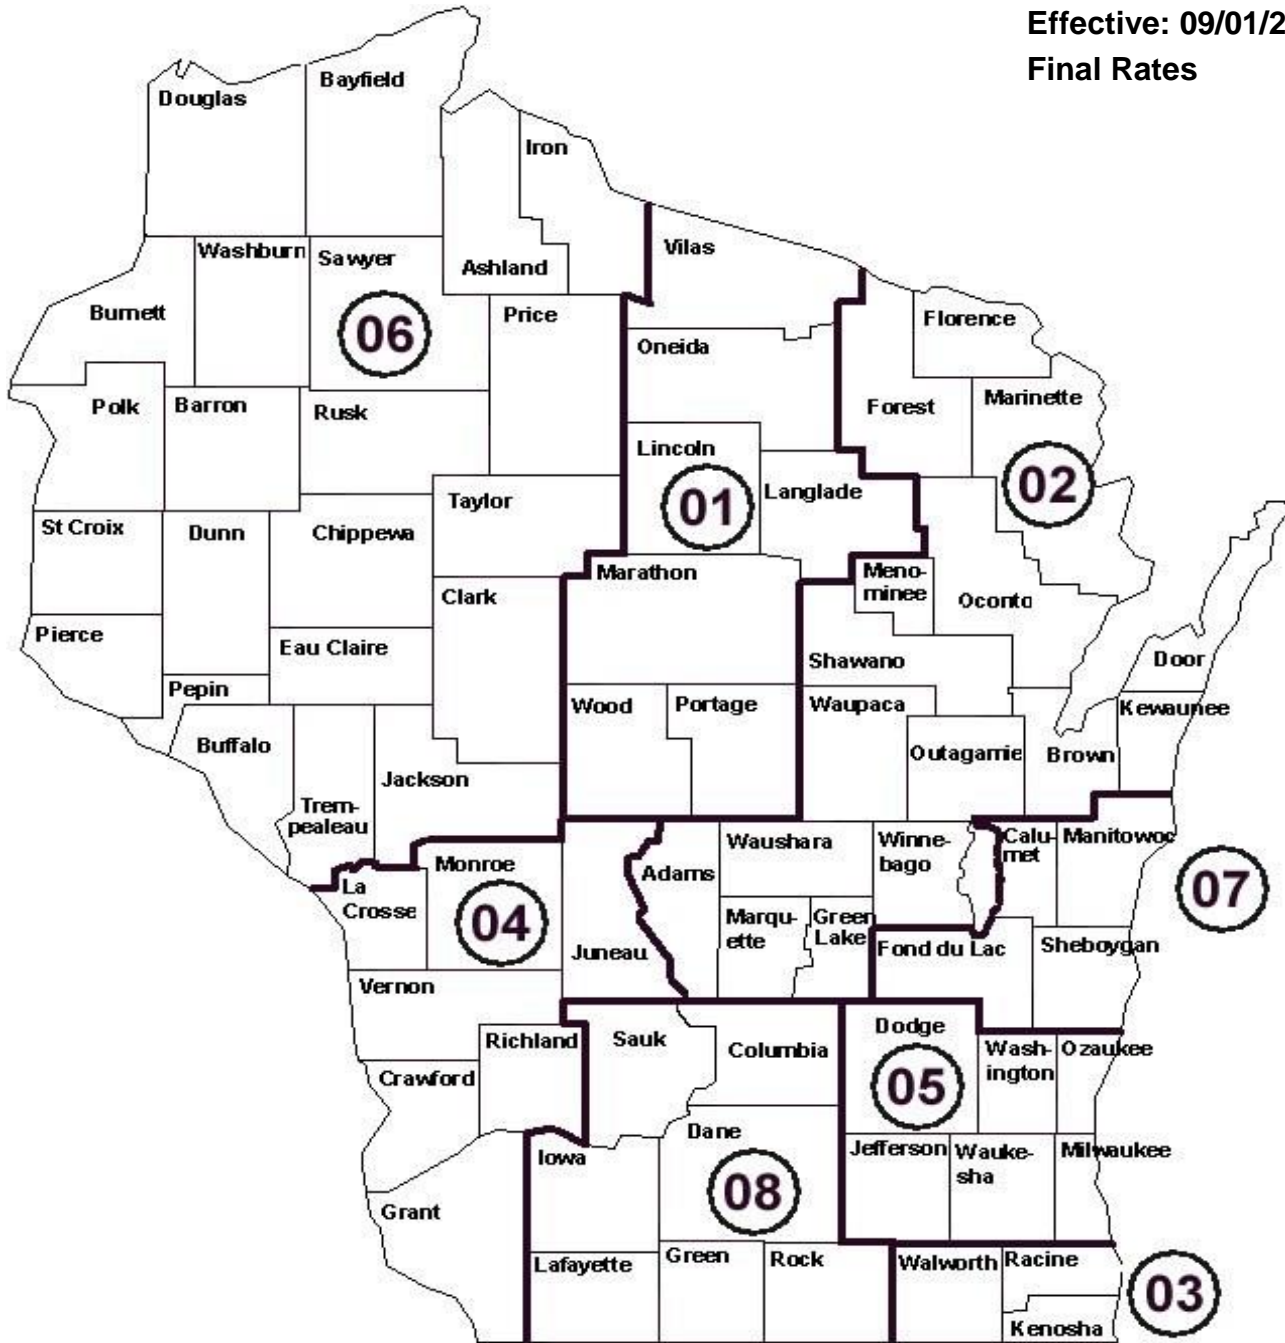 Effective: 09/01/2
Final Rates
Bayfield
Douglas
Iron
Vilas
Washburn
Sawyer
Ashland
Burnett
Price
Florence
06
Oneida
Polk
Barron
Rusk
Forest
Marinette
Lincoln
02
Langlade
01
Taylor
St Croix
Dunn
Chippewa
Marathon
Meno-
minee
Clark
Oconto
Pierce
Eau Claire
Shawano
Door
Pepin
Wood
Portage
Waupaca
Kewaunee
Buffalo
Outagamie
Brown
Jackson
Trem-
pealeau
Waushara
Winne-
bago
Calu-
met
Manitowoc
Monroe
Adams
La
Crosse
07
04
Marqu-
ette
Green
Lake
Juneau
Fond du Lac
Sheboygan
Vernon
Dodge
Richland
Sauk
Columbia
Wash-
ington
Ozaukee
Crawford
05
Dane
Iowa
Jefferson
Wauke-
sha
Milwaukee
08
Grant
Lafayette
Green
Rock
Walworth
Racine
03
Kenosha